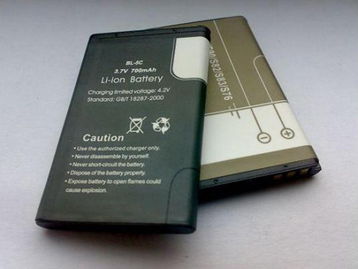 BL-5C
3.7V 700mAh
Li-ion Battery
Charging limited voltage: 4.2V
Standard: GB/T 18287-2000
Caution
Use the authorized charger only.
Never disassemble by yourself.
Never short-circuit the battery.
Dispose of the battery properly.
Expose battery to open flames could
cause explosion.